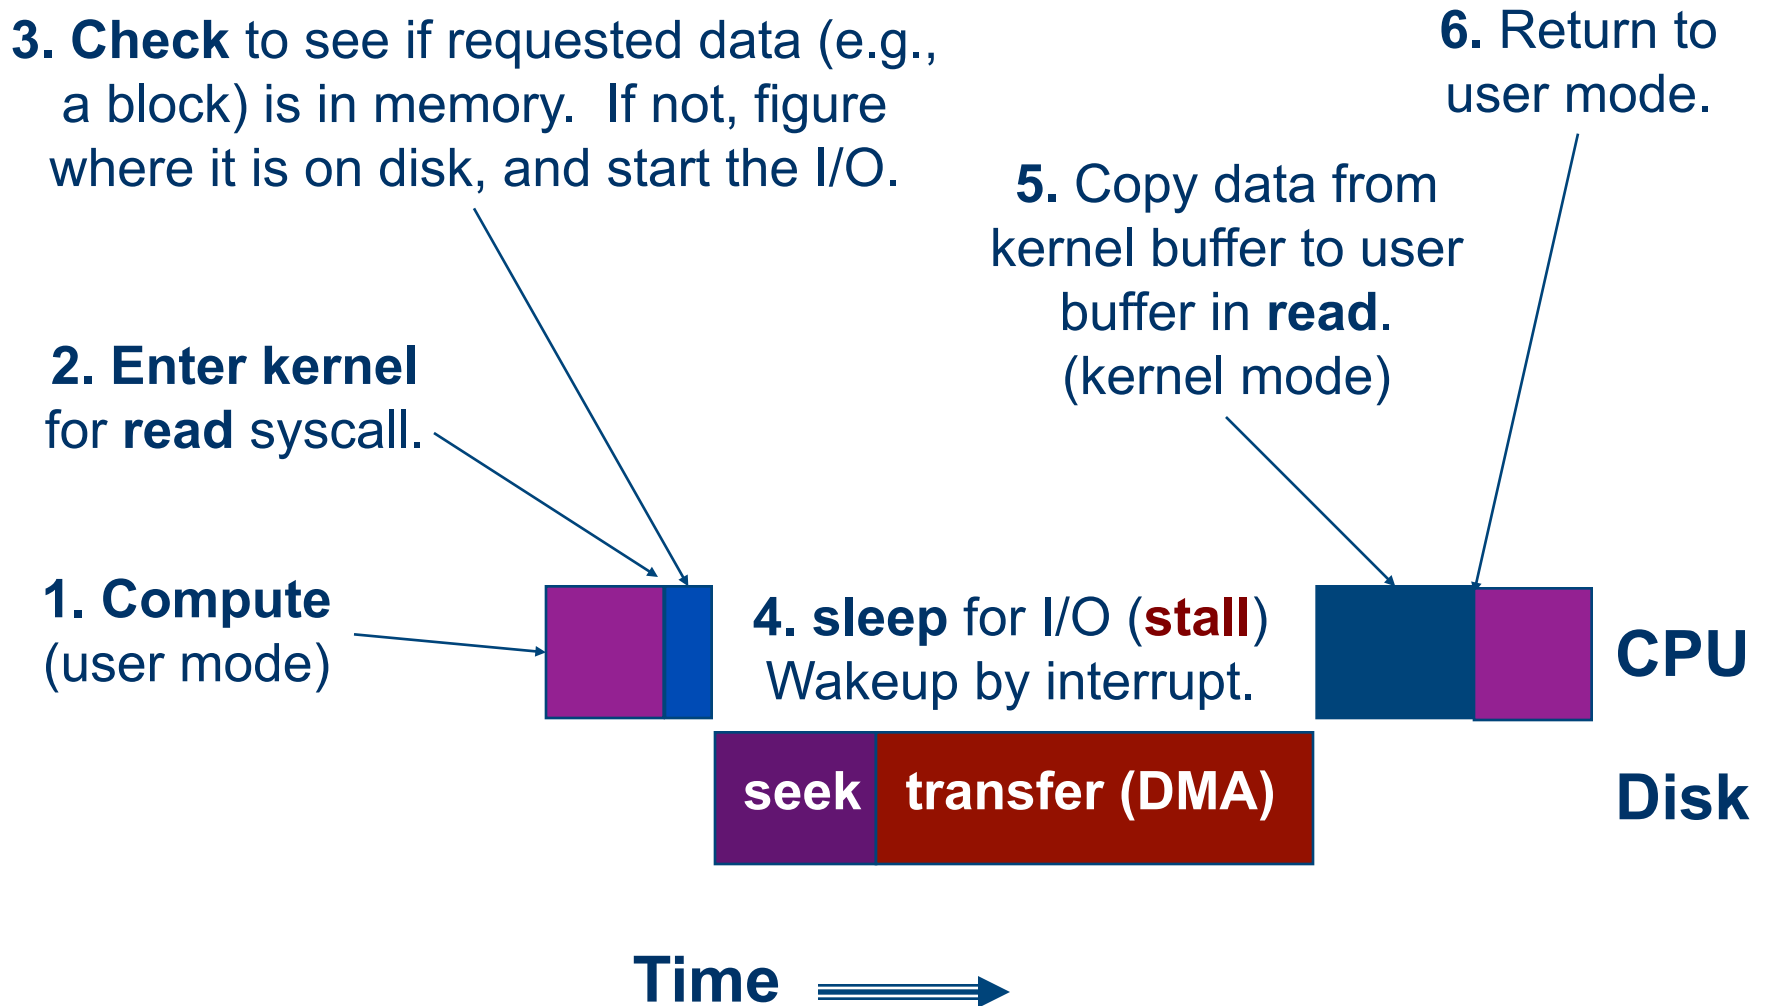 3. Check to see if requested data (e.g.,
a block) is in memory.  If not, figure
where it is on disk, and start the I/O.
6. Return to
user mode.
5. Copy data from
kernel buffer to user
buffer in read.
(kernel mode)
2. Enter kernel
for read syscall.
1. Compute
(user mode)
4. sleep for I/O (stall)
Wakeup by interrupt.
CPU
seek
transfer (DMA)
Disk
Time